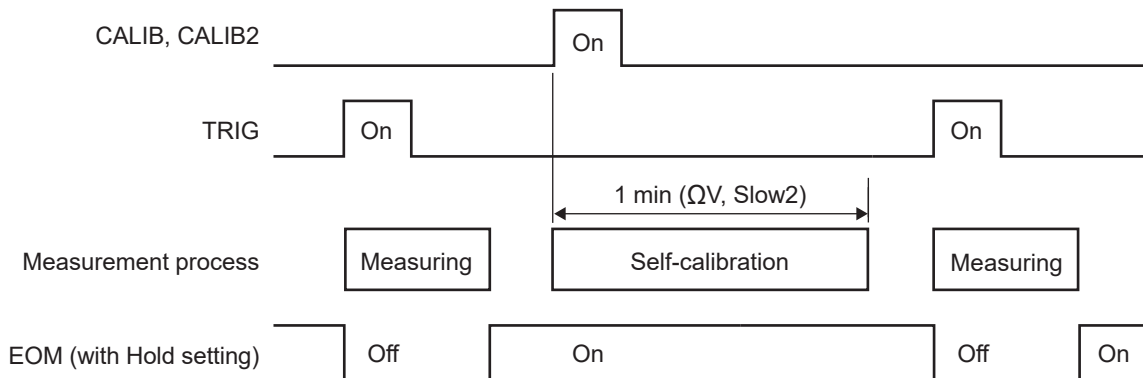 CALIB, CALIB2
On
TRIG
On
On
1 min (ΩV, Slow2)
Measurement process
Measuring
Self-calibration
Measuring
EOM (with Hold setting)
Off
On
Off
On